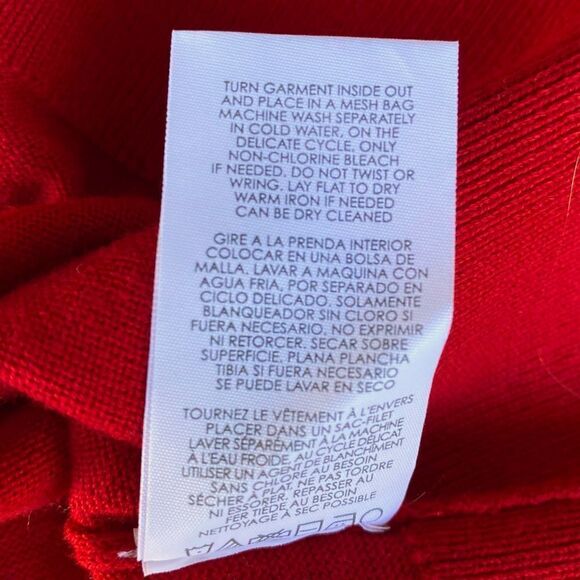 TURN GARMENT INSIDE OUT
AND PLACE IN A MESH BAG
MACHINE WASH SEPARATELY
IN COLD WATER, ON THE
DELICATE CYCLE, ONLY
NON-CHLORINE BLEACH
IF NEEDED. DO NOT TWIST OR
WRING. LAY FLAT TO DRY
WARM IRON IF NEEDED
CAN BE DRY CLEANED
GIRE A LA PRENDA INTERIOR
COLOCAR EN UNA BOLSA DE
MALLA. LAVAR A MAQUINA CON
AGUA FRIA, POR SEPARADO EN
CICLO DELICADO. SOLAMENTE
BLANQUEADOR SIN CLORO SI
FUERA NECESARIO. NO EXPRIMIR
NI RETORCER. SECAR SOBRE
SUPERFICIE. PLANA PLANCHA
TIBIA SI FUERA NECESARIO
SE PUEDE LAVAR EN SECO
TOURNEZ LE VÊTEMENT À L'ENVERS
PLACER DANS UN SAC-FILET
LAVER SÉPARÉMENT À LA MACHINE
À L'EAU FROIDE, AU CYCLE DÉLICAT
UTILISER UN AGENT DE BLANCHIMENT
SANS CHLORE AU BESOIN
SÉCHER À PLAT, NE PAS TORDRE
NI ESSORER. REPASSER AU
FER TIÈDE AU BESOIN
NETTOYAGE À SEC POSSIBLE